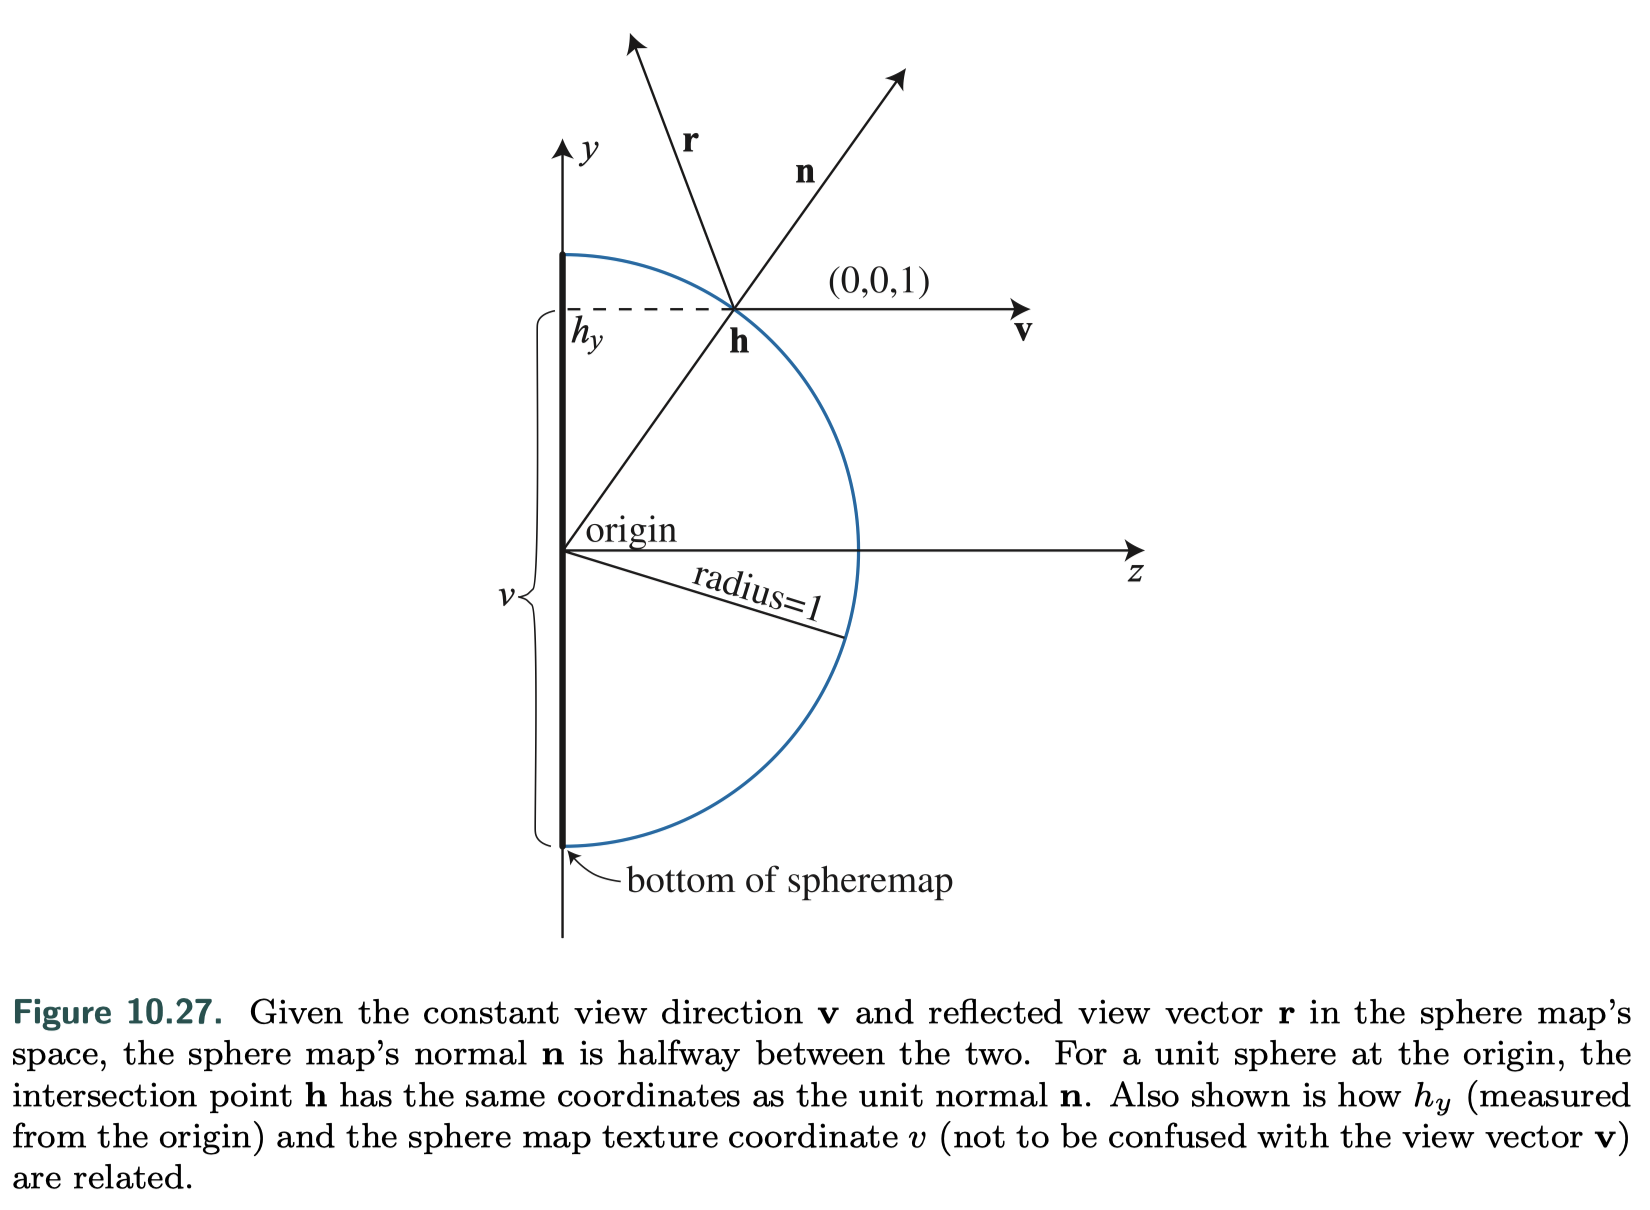 r
y
n
(0,0,1)
h_y
h
v
origin
z
radius=1
v
bottom of spheremap
Figure 10.27. Given the constant view direction v and reflected view vector r in the sphere map's
space, the sphere map's normal n is halfway between the two. For a unit sphere at the origin, the
intersection point h has the same coordinates as the unit normal n. Also shown is how h_y (measured
from the origin) and the sphere map texture coordinate v (not to be confused with the view vector v)
are related.